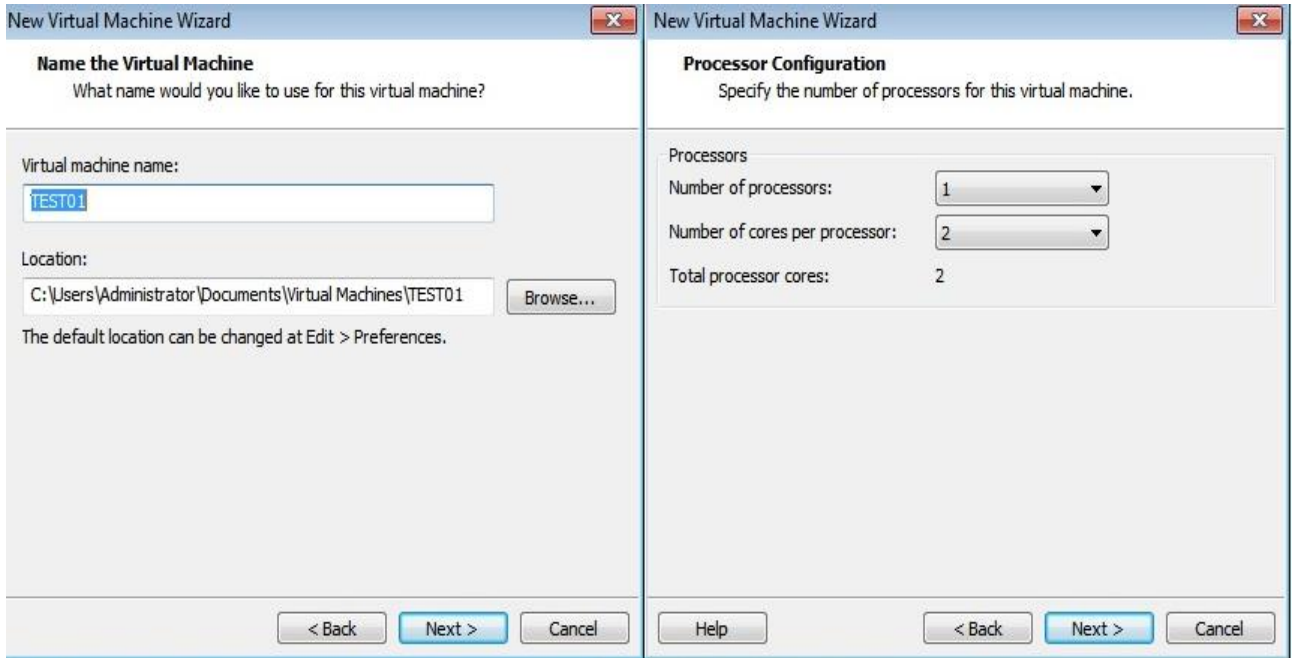 New Virtual Machine Wizard
Name the Virtual Machine
What name would you like to use for this virtual machine?
Virtual machine name:
TEST01
Location:
C:\Users\Administrator\Documents\Virtual Machines\TEST01
Browse...
The default location can be changed at Edit > Preferences.
< Back
Next >
Cancel
New Virtual Machine Wizard
Processor Configuration
Specify the number of processors for this virtual machine.
Processors
Number of processors: 1
Number of cores per processor: 2
Total processor cores: 2
Help
< Back
Next >
Cancel